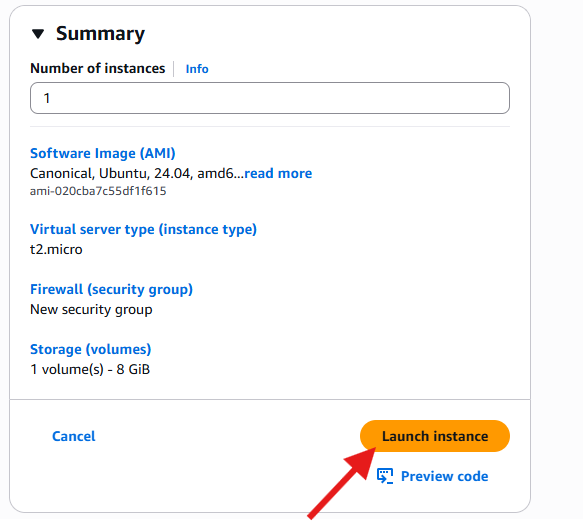 Summary
Number of instances Info
1
Software Image (AMI)
Canonical, Ubuntu, 24.04, amd6...read more
ami-020cba7c55df1f615
Virtual server type (instance type)
t2.micro
Firewall (security group)
New security group
Storage (volumes)
1 volume(s) - 8 GiB
Cancel
Launch instance
Preview code